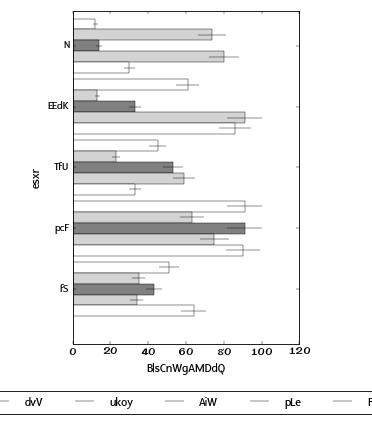 N
EEdK
TfU
esxr
pcF
fS
0 20 40 60 80 100 120
BlsCnWgAMDdQ
dvV ukoy AiW pLe